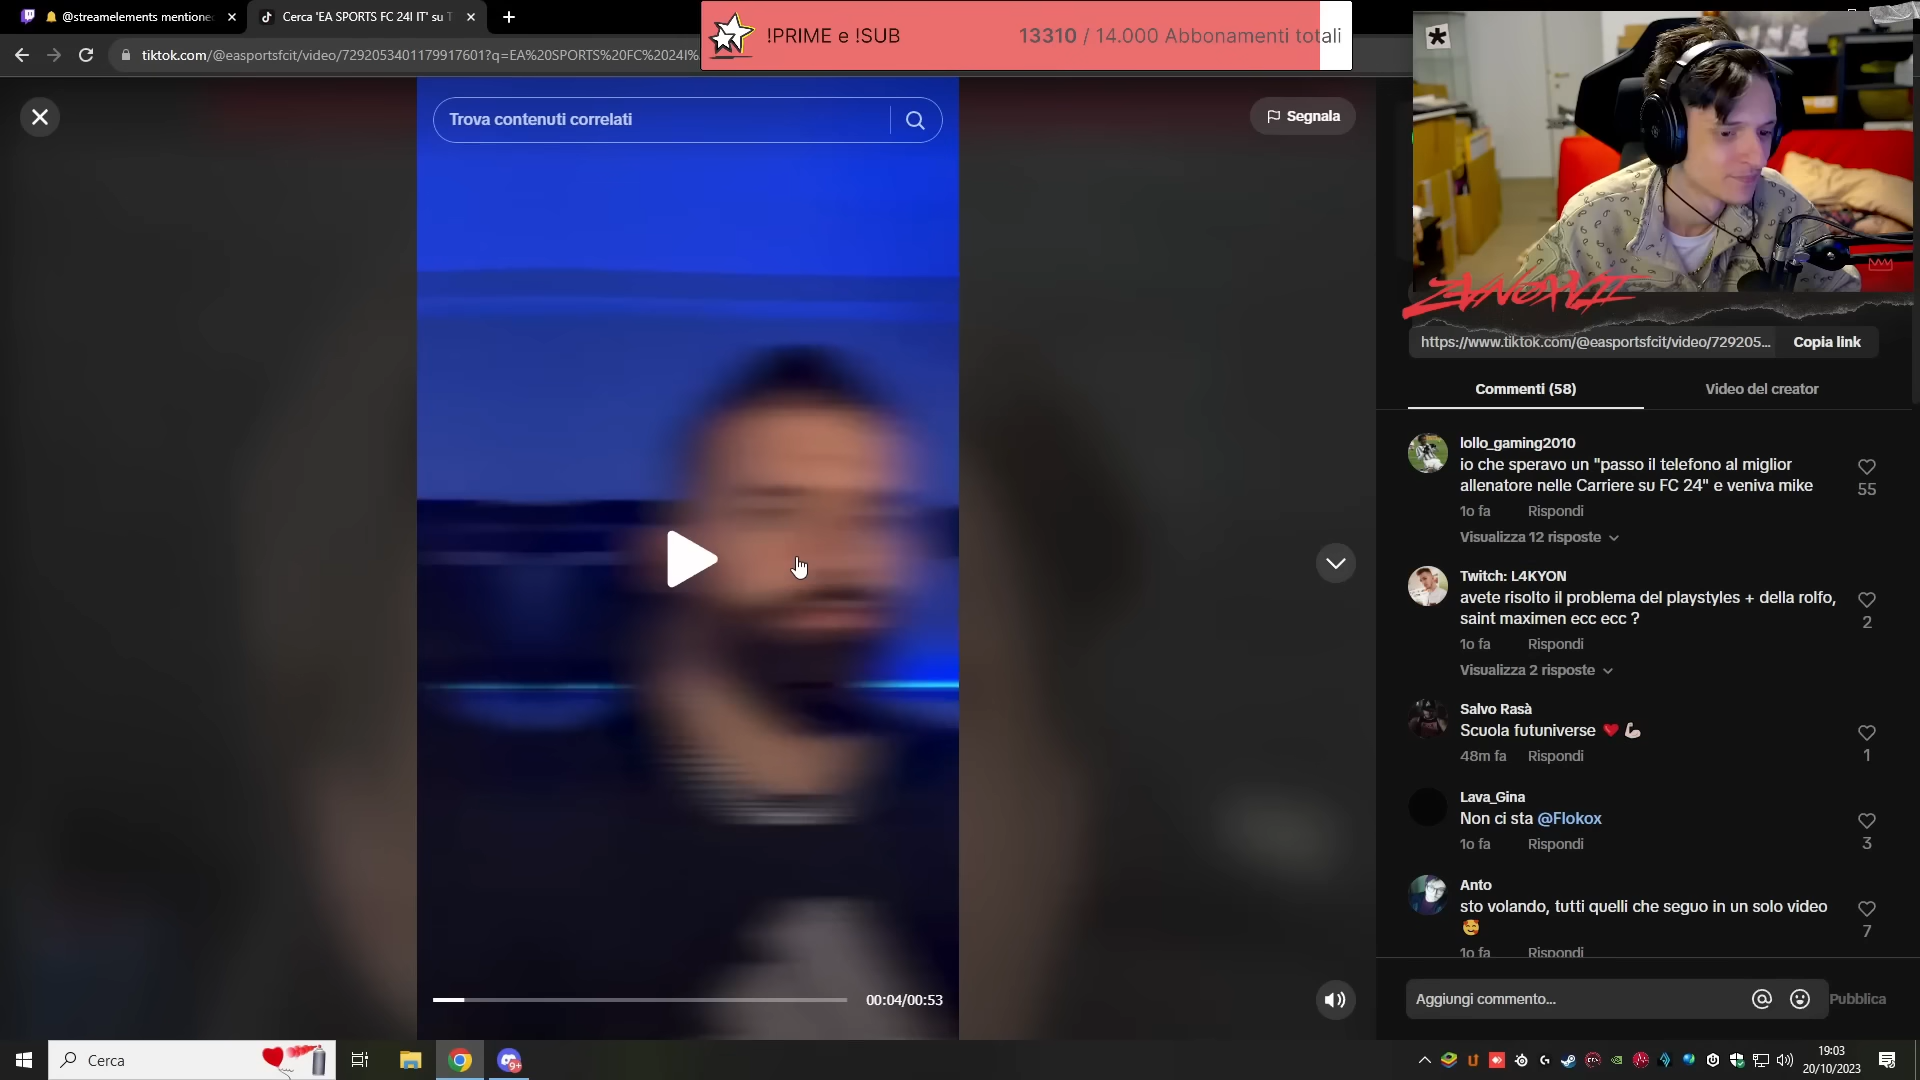 @streamelements mentione
Cerca 'EA SPORTS FC 24I IT' su T
!PRIME e !SUB
13310 / 14.000 Abbonamenti totali
tiktok.com/@easportsfcit/video/7292053401179917601?q=EA%20SPORTS%20FC%2024I%
Trova contenuti correlati
Segnala
https://www.tiktok.com/@easportsfcit/video/729205...
Copia link
Commenti (58)
Video del creator
lollo_gaming2010
io che speravo un "passo il telefono al miglior
allenatore nelle Carriere su FC 24" e veniva mike
55
1o fa
Rispondi
Visualizza 12 risposte
Twitch: L4KYON
avete risolto il problema del playstyles + della rolfo,
saint maximen ecc ecc ?
2
1o fa
Rispondi
Visualizza 2 risposte
Salvo Rasà
Scuola futuniverse ❤️ 💪🏻
1
48m fa
Rispondi
Lava_Gina
Non ci sta @Flokox
3
1o fa
Rispondi
Anto
sto volando, tutti quelli che seguo in un solo video
🥰
7
1o fa
Rispondi
00:04/00:53
Aggiungi commento...
Pubblica
Cerca
9+
19:03
20/10/2023